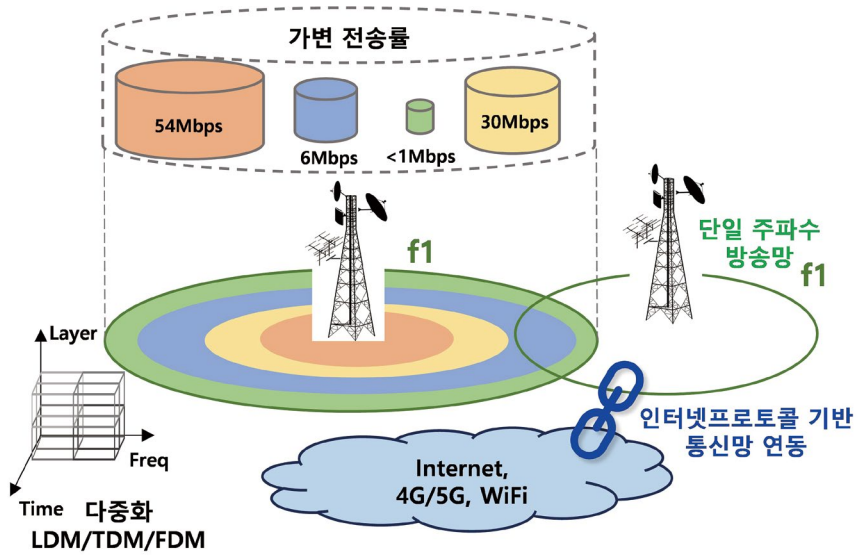 가변 전송률
54Mbps
6Mbps
<1Mbps
30Mbps
f1
단일 주파수
방송망
f1
Layer
Freq
Time
다중화
LDM/TDM/FDM
인터넷프로토콜 기반
통신망 연동
Internet,
4G/5G, WiFi